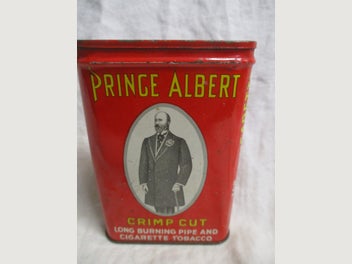 PRINCE ALBERT
CRIMP CUT
LONG BURNING PIPE AND
CIGARETTE TOBACCO